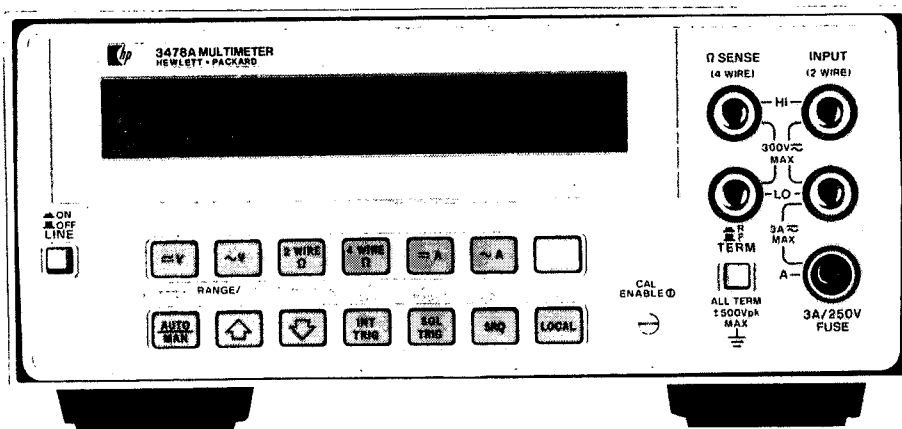 hp
3478A MULTIMETER
HEWLETT • PACKARD
Ω SENSE
(4 WIRE)
INPUT
(2 WIRE)
HI
300V≂
MAX
LO
3A≂
MAX
A
ON
OFF
LINE
⎓V
~V
2 WIRE
Ω
4 WIRE
Ω
⎓A
~A
RANGE/
AUTO
MAN
INT
TRIG
SGL
TRIG
SRQ
LOCAL
CAL
ENABLE
R
F
TERM
ALL TERM
±500Vpk
MAX
3A/250V
FUSE